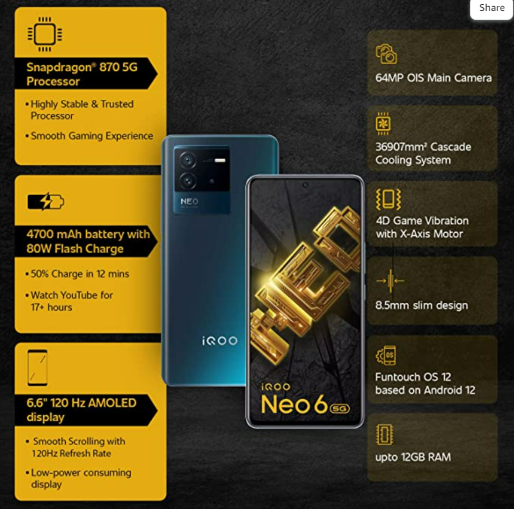 Share
Snapdragon® 870 5G
Processor
• Highly Stable & Trusted
Processor
• Smooth Gaming Experience
4700 mAh battery with
80W Flash Charge
• 50% Charge in 12 mins
• Watch YouTube for
17+ hours
6.6" 120 Hz AMOLED
display
• Smooth Scrolling with
120Hz Refresh Rate
• Low-power consuming
display
NEO
iQOO
NEO
iQOO
Neo 6 5G
64MP OIS Main Camera
36907mm² Cascade
Cooling System
4D Game Vibration
with X-Axis Motor
8.5mm slim design
OS
Funtouch OS 12
based on Android 12
upto 12GB RAM